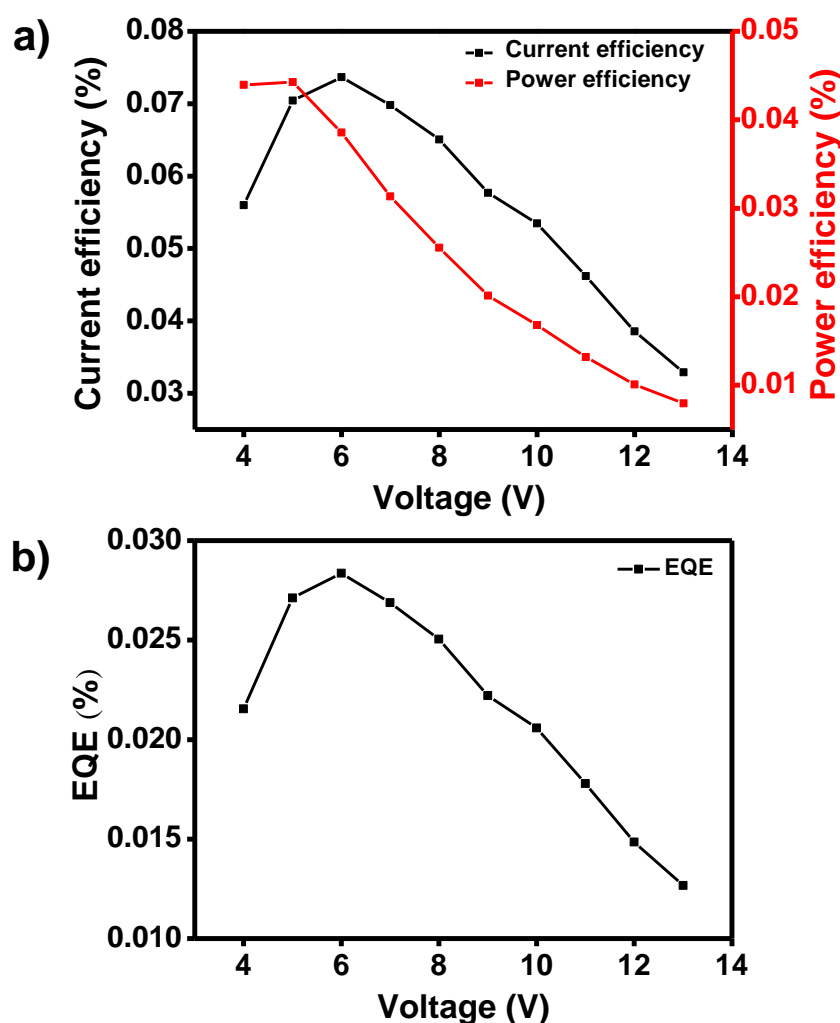 a)
Current efficiency (%)
0.08
0.07
0.06
0.05
0.04
0.03
Current efficiency
Power efficiency
0.05
0.04
0.03
0.02
0.01
Power efficiency (%)
4 6 8 10 12 14
Voltage (V)
b)
EQE (%)
0.030
0.025
0.020
0.015
0.010
EQE
4 6 8 10 12 14
Voltage (V)